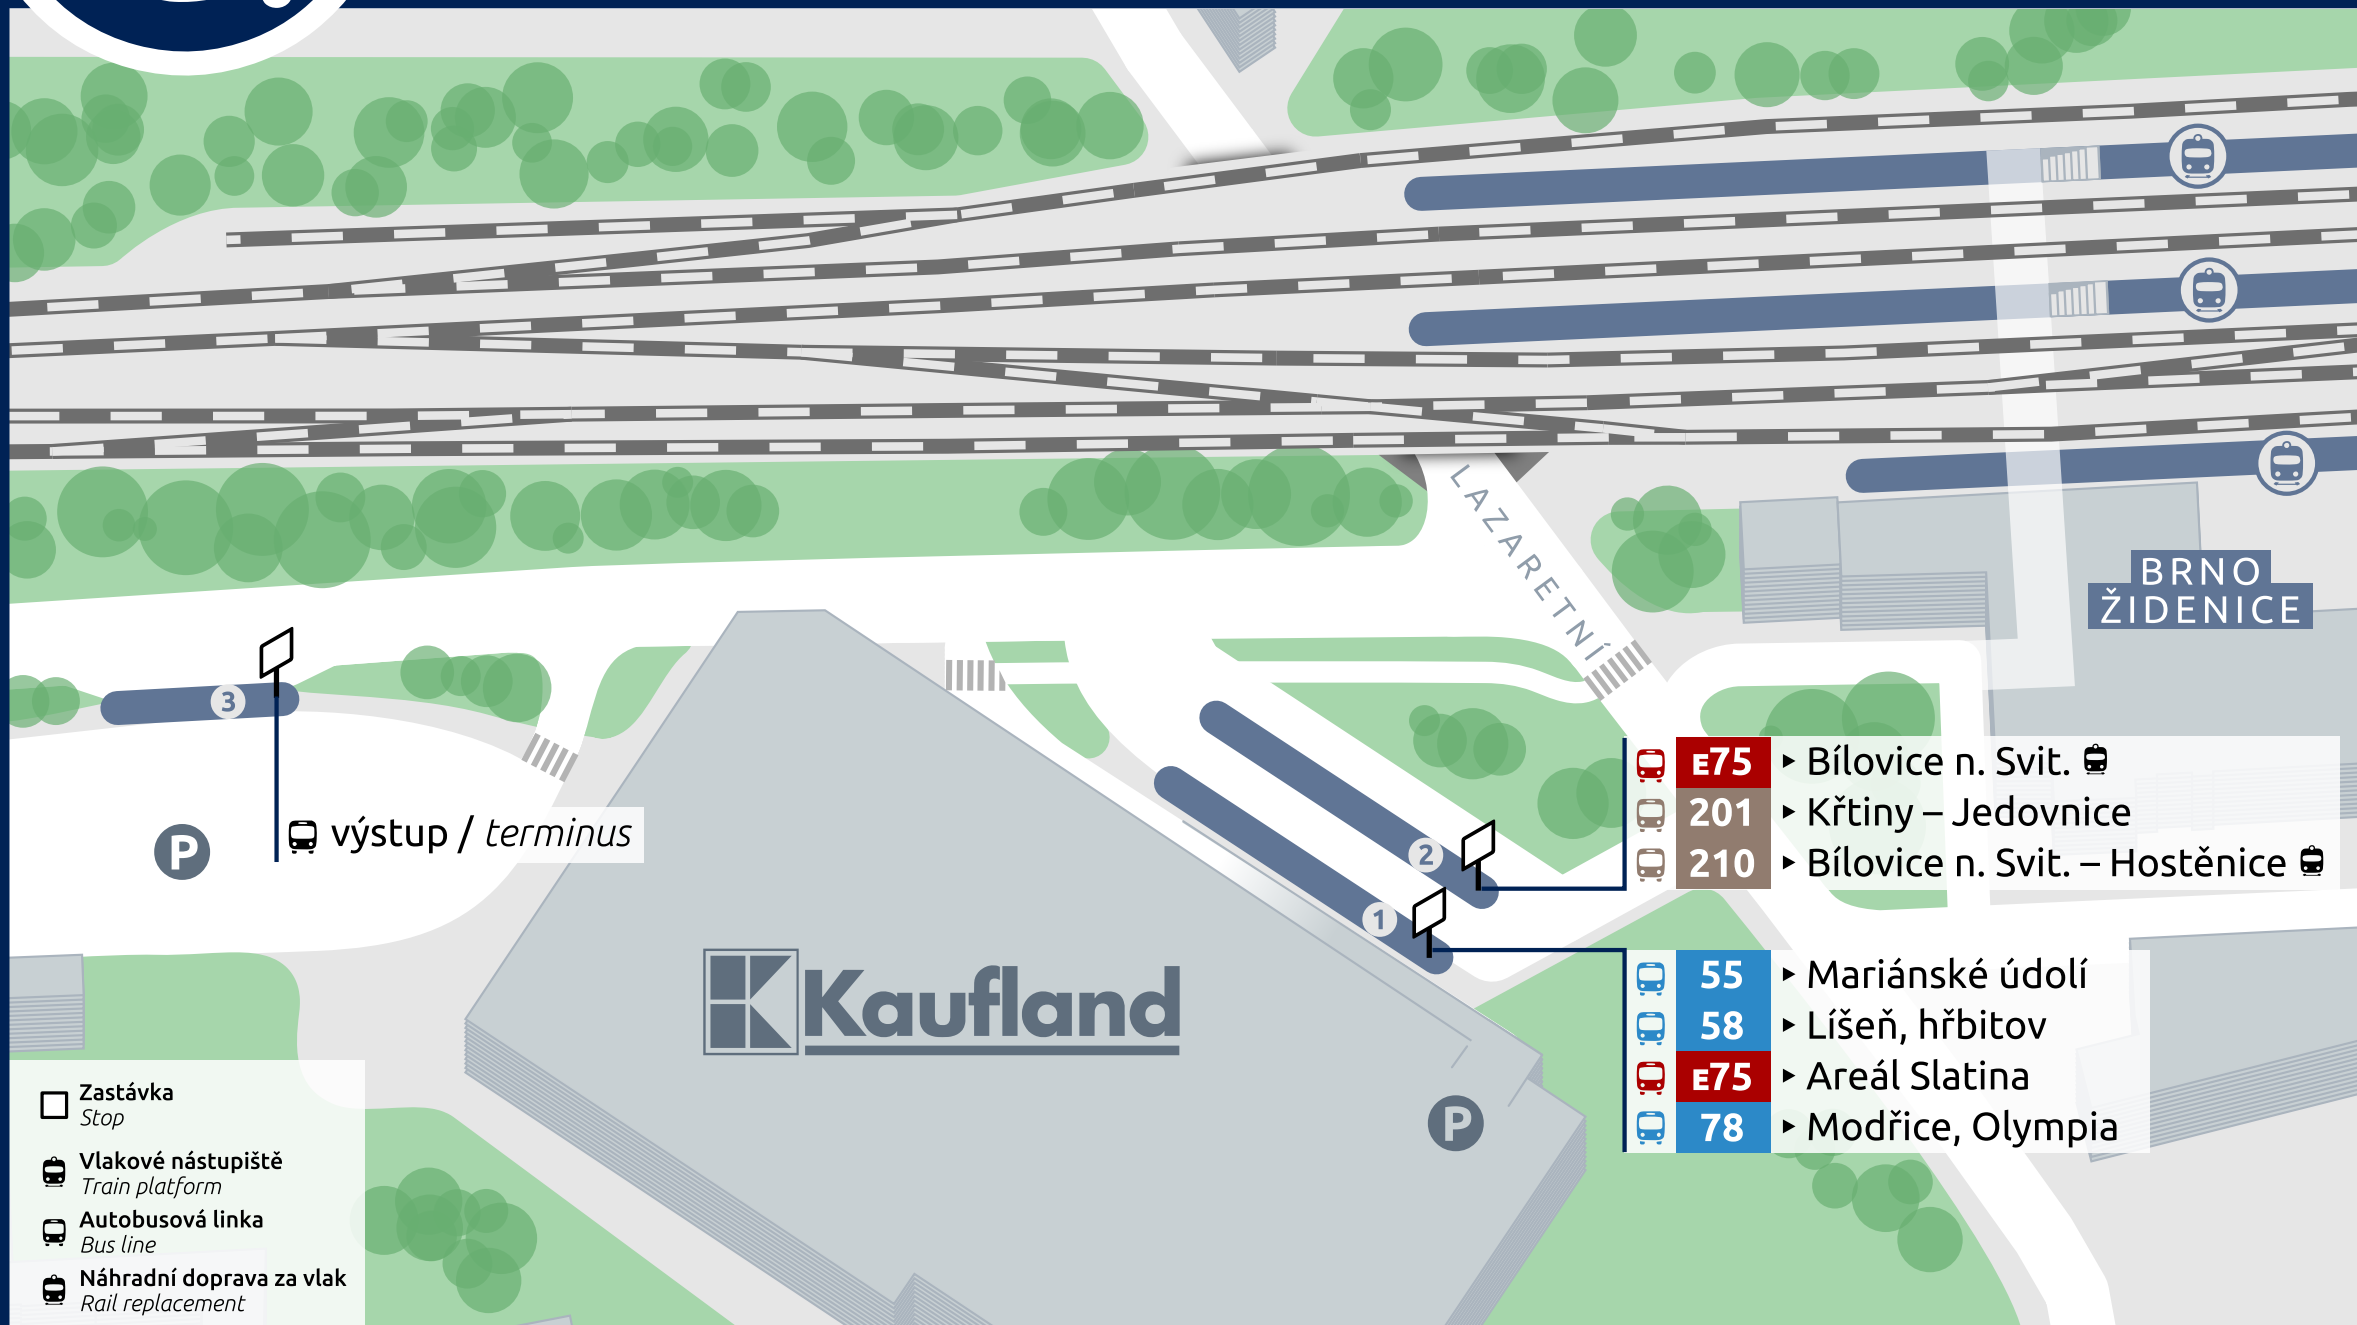 LAZARETNÍ
BRNO
ŽIDENICE
3
výstup / terminus
P
E75 ▸ Bílovice n. Svit.
201 ▸ Křtiny – Jedovnice
210 ▸ Bílovice n. Svit. – Hostěnice
2
1
55 ▸ Mariánské údolí
58 ▸ Líšeň, hřbitov
E75 ▸ Areál Slatina
78 ▸ Modřice, Olympia
K Kaufland
P
Zastávka
Stop
Vlakové nástupiště
Train platform
Autobusová linka
Bus line
Náhradní doprava za vlak
Rail replacement